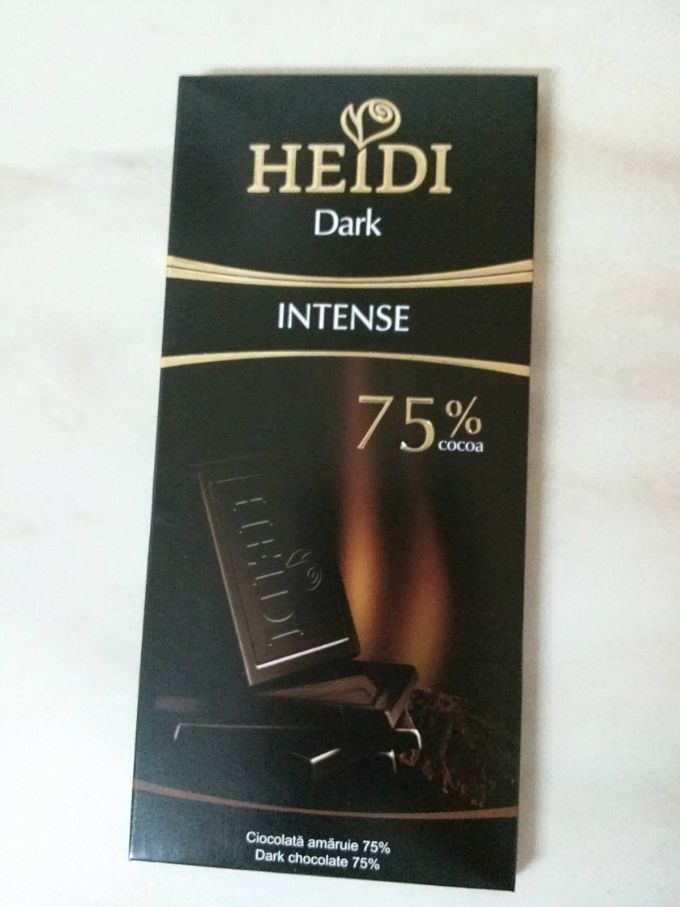 HEIDI
Dark
INTENSE
75%
cocoa
HEIDI
Ciocolată amăruie 75%
Dark chocolate 75%